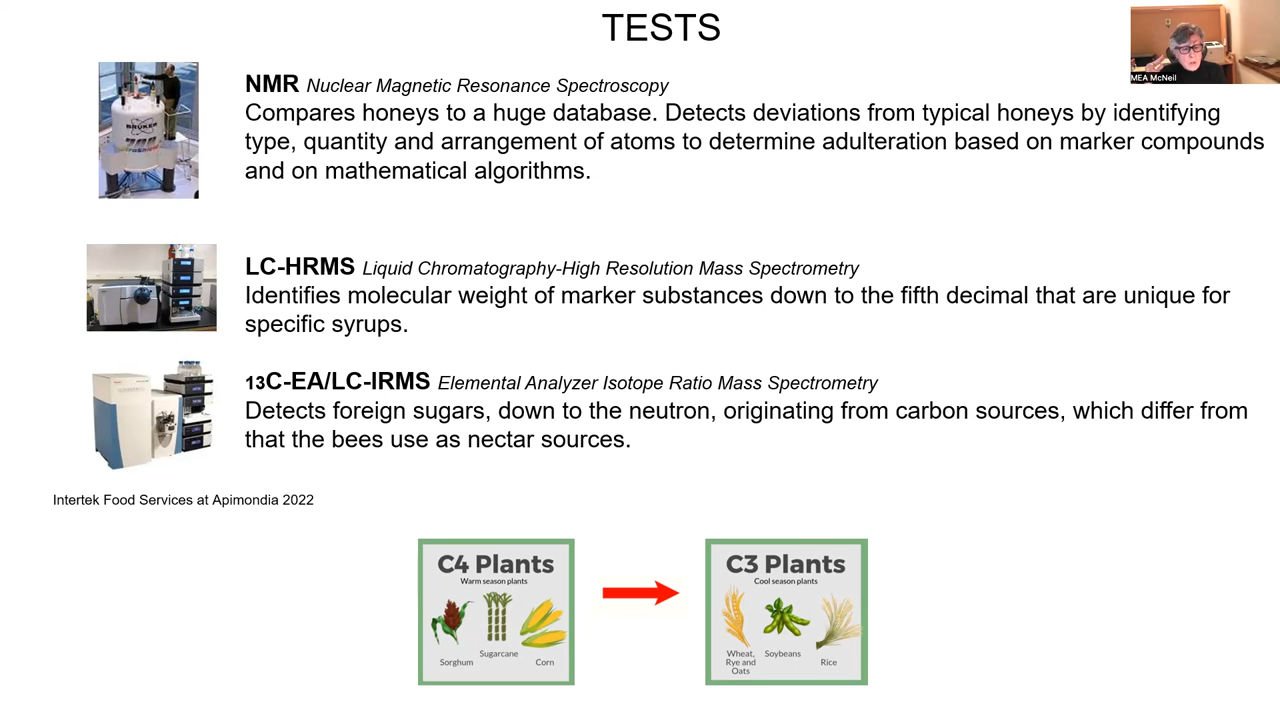 TESTS
MEA McNeil
NMR Nuclear Magnetic Resonance Spectroscopy
Compares honeys to a huge database. Detects deviations from typical honeys by identifying
type, quantity and arrangement of atoms to determine adulteration based on marker compounds
and on mathematical algorithms.
BRUKER
LC-HRMS Liquid Chromatography-High Resolution Mass Spectrometry
Identifies molecular weight of marker substances down to the fifth decimal that are unique for
specific syrups.
13C-EA/LC-IRMS Elemental Analyzer Isotope Ratio Mass Spectrometry
Detects foreign sugars, down to the neutron, originating from carbon sources, which differ from
that the bees use as nectar sources.
Intertek Food Services at Apimondia 2022
C4 Plants
Warm season plants
Sorghum
Sugarcane
Corn
C3 Plants
Cool season plants
Wheat,
Rye and
Oats
Soybeans
Rice